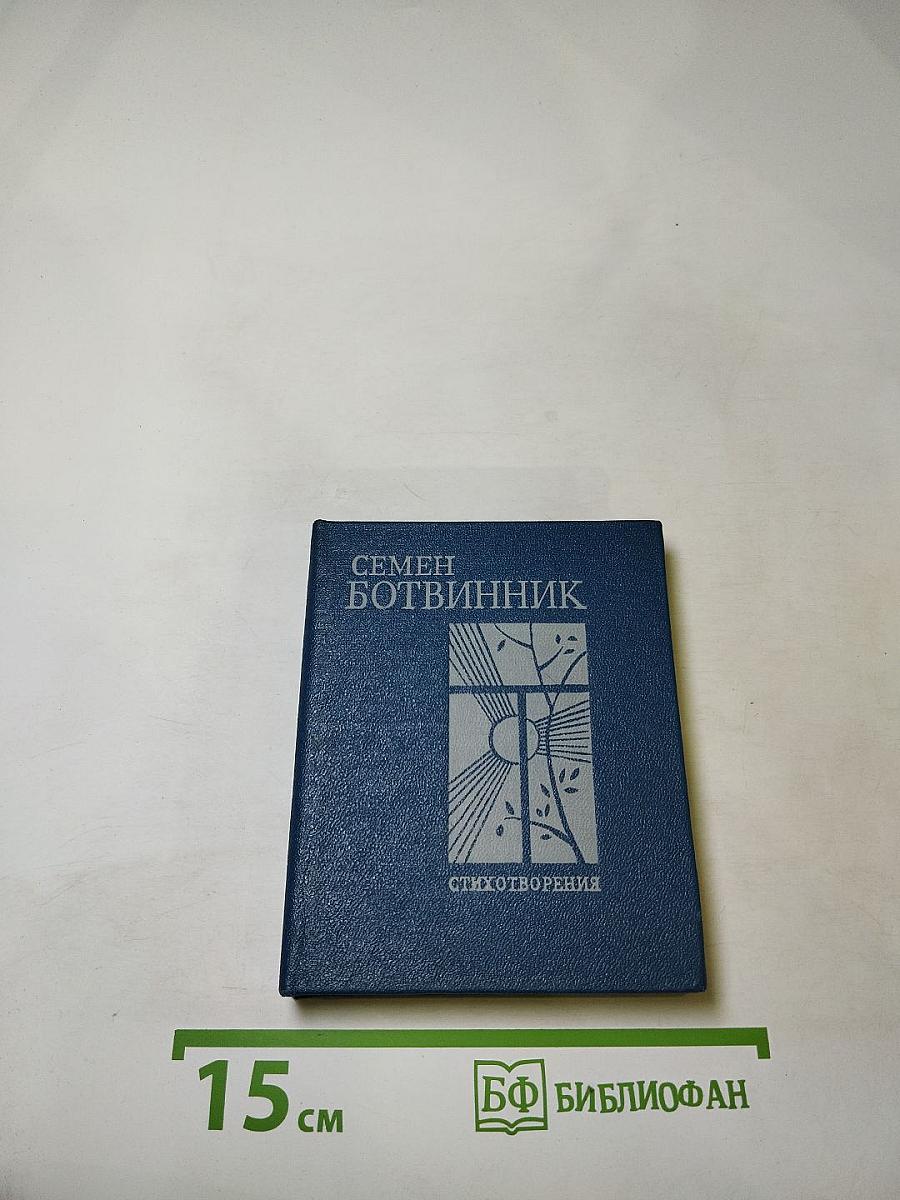 СЕМЕН
БОТВИННИК
СТИХОТВОРЕНИЯ
15 см
БФ БИБЛИОФАН